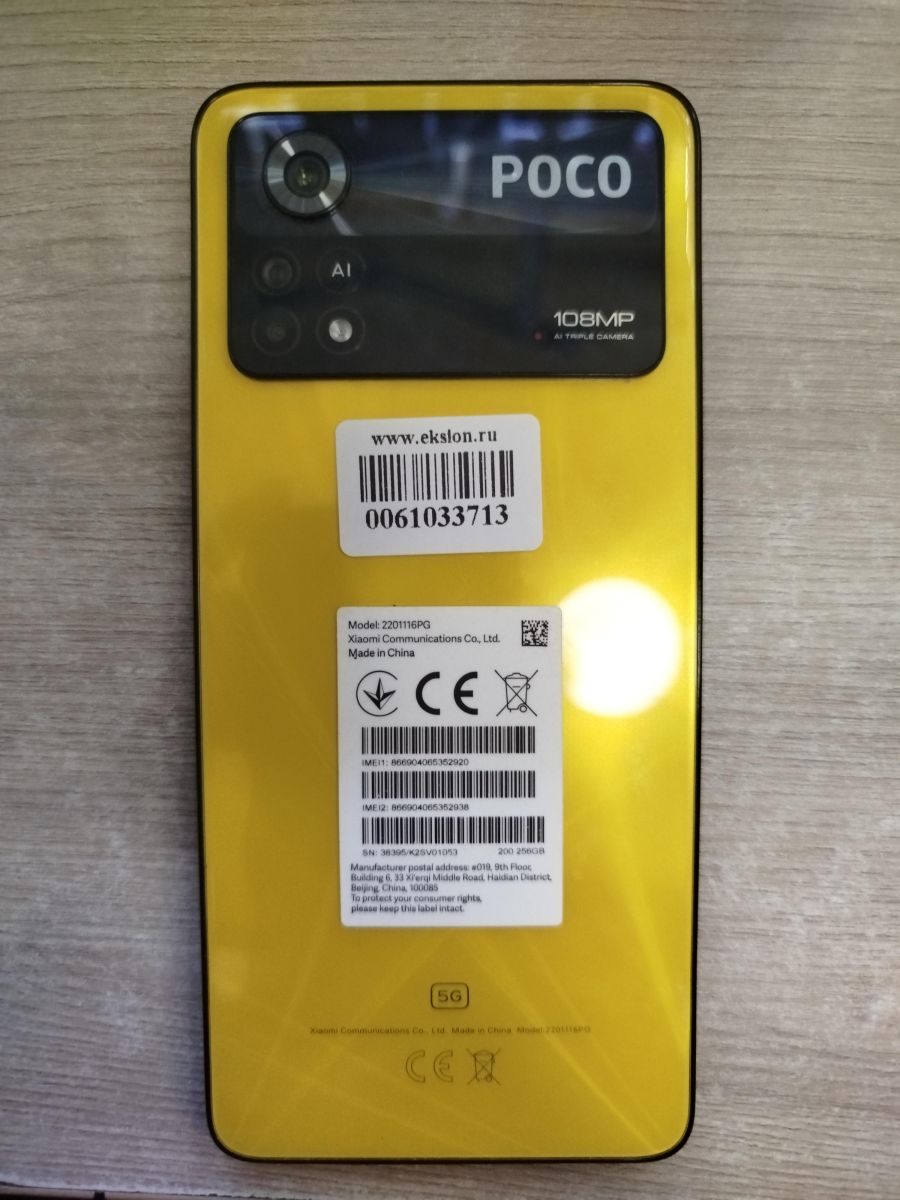 POCO
AI
108MP
AI TRIPLE CAMERA
www.ekslon.ru
0061033713
Model: 2201116PG
Xiaomi Communications Co., Ltd.
Made in China
CE
IMEI1: 866904065352920
IMEI2: 866904065352938
SN: 38395/K2SV01053 200 256GB
Manufacturer postal address: #019, 9th Floor,
Building 6, 33 Xi'erqi Middle Road, Haidian District,
Beijing, China, 100085
To protect your consumer rights,
please keep this label intact.
5G
Xiaomi Communications Co., Ltd. Made in China Model:2201116PG
CE